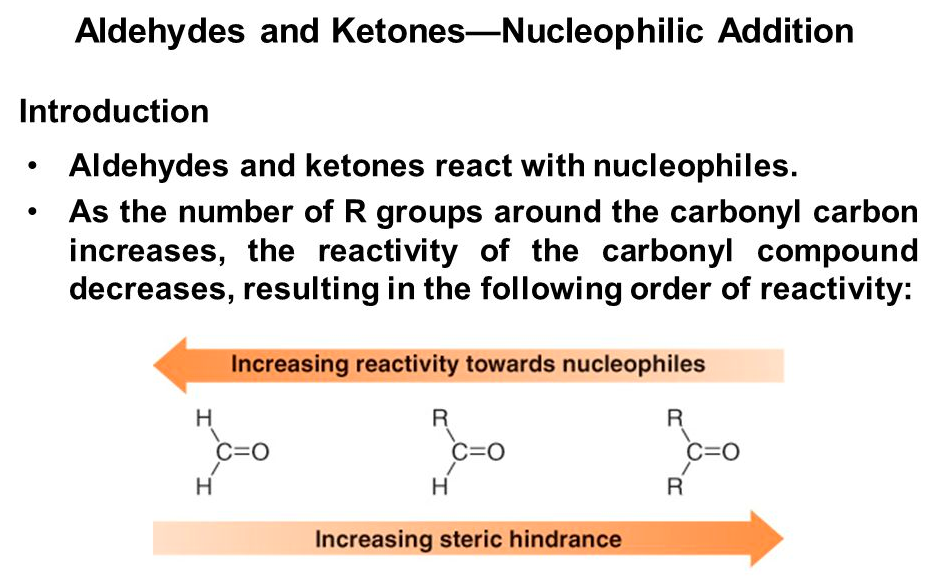 Aldehydes and Ketones—Nucleophilic Addition
Introduction
• Aldehydes and ketones react with nucleophiles.
• As the number of R groups around the carbonyl carbon
increases, the reactivity of the carbonyl compound
decreases, resulting in the following order of reactivity:
Increasing reactivity towards nucleophiles
H R R
C=O C=O C=O
H H R
Increasing steric hindrance